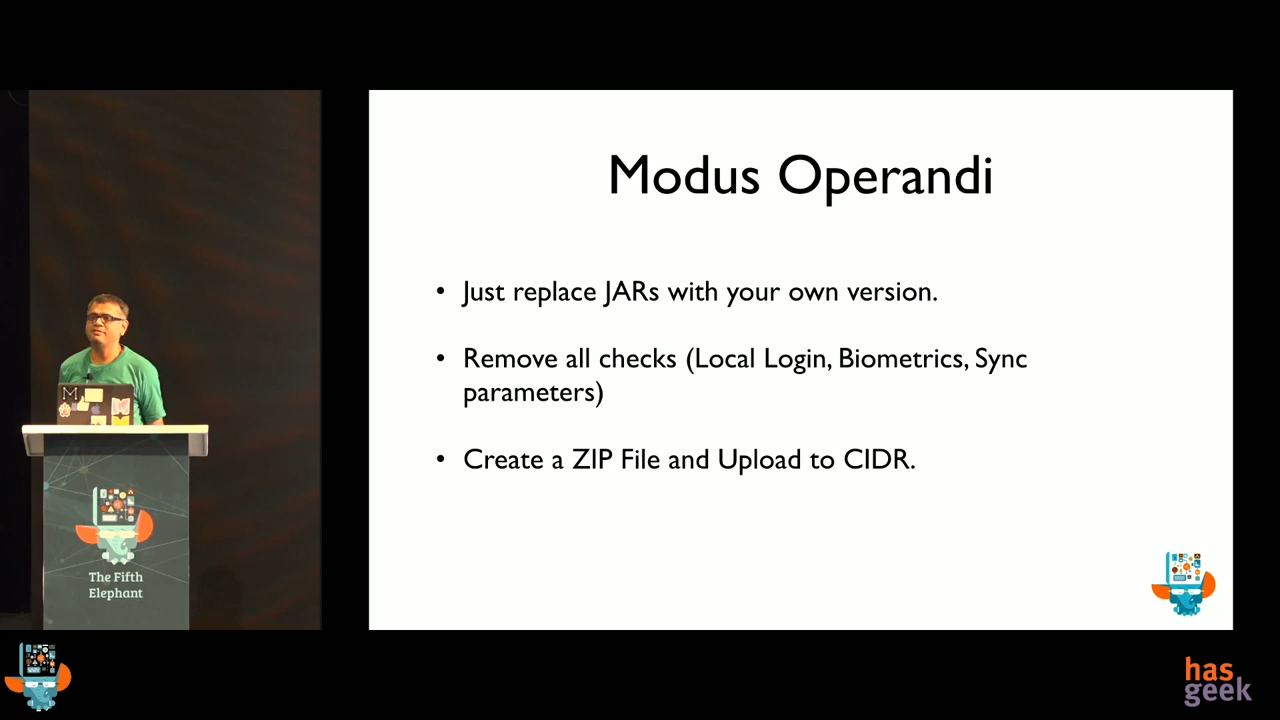 Modus Operandi
• Just replace JARs with your own version.
• Remove all checks (Local Login, Biometrics, Sync
parameters)
• Create a ZIP File and Upload to CIDR.
The Fifth
Elephant
has
geek